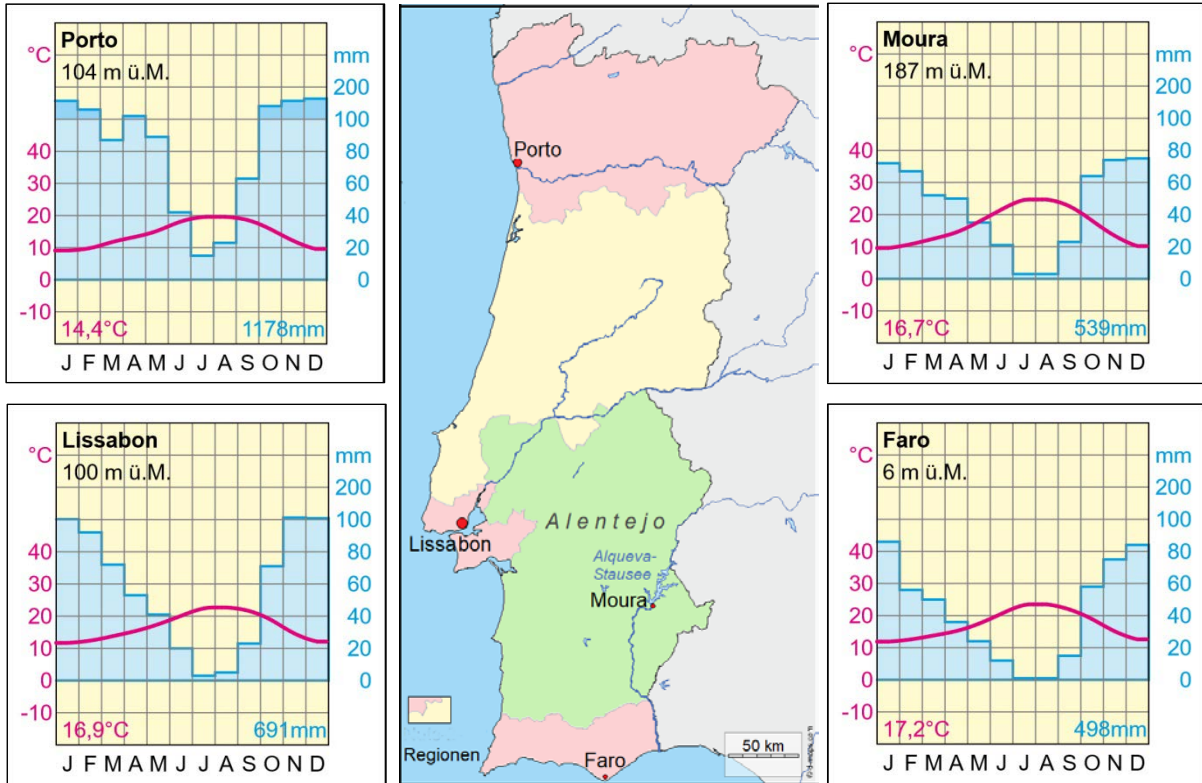 Porto
104 m ü.M.
°C
mm
200
100
80
60
40
20
0
40
30
20
10
0
-10
14,4°C
1178mm
J F M A M J J A S O N D
Lissabon
100 m ü.M.
°C
mm
200
100
80
60
40
20
0
40
30
20
10
0
-10
16,9°C
691mm
J F M A M J J A S O N D
Porto
Alentejo
Lissabon
Alqueva-
Stausee
Moura
Regionen
Faro
50 km
Moura
187 m ü.M.
°C
mm
200
100
80
60
40
20
0
40
30
20
10
0
-10
16,7°C
539mm
J F M A M J J A S O N D
Faro
6 m ü.M.
°C
mm
200
100
80
60
40
20
0
40
30
20
10
0
-10
17,2°C
498mm
J F M A M J J A S O N D